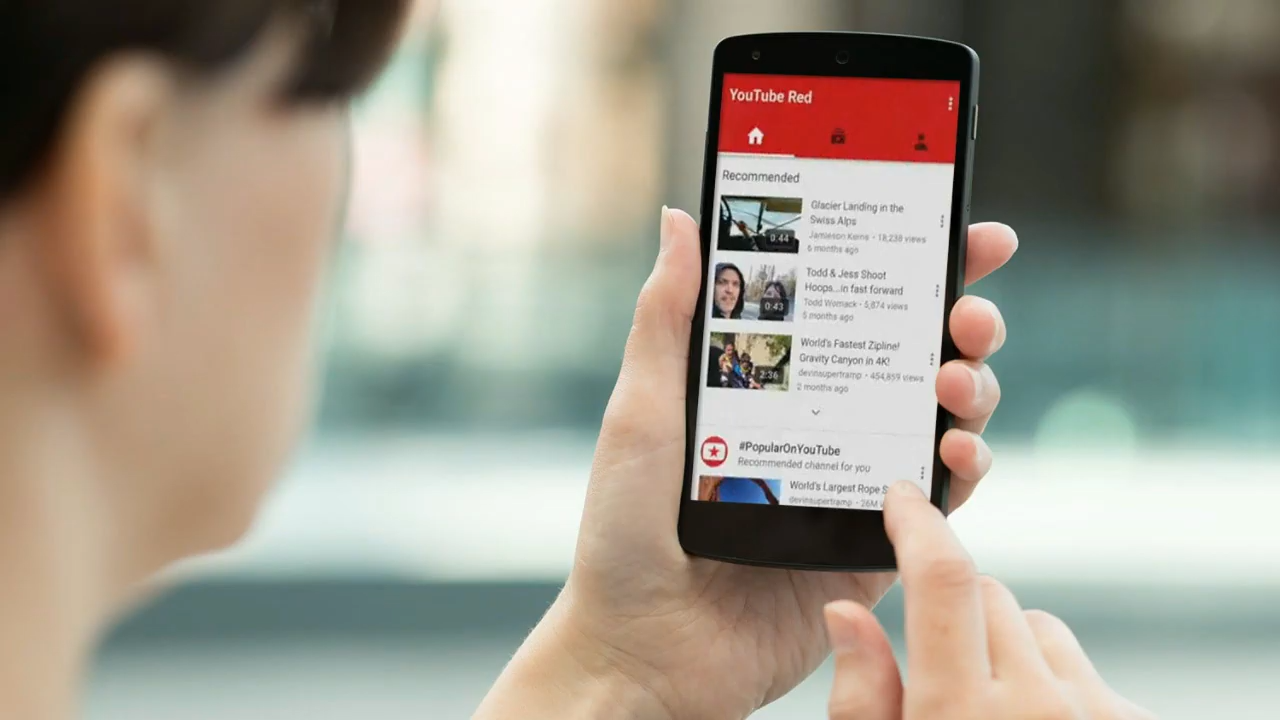 YouTube Red
Recommended
Glacier Landing in the
Swiss Alps
Jamieson Kerns • 18,238 views
6 months ago
0:44
Todd & Jess Shoot
Hoops...in fast forward
Todd Womack • 5,874 views
5 months ago
0:43
World's Fastest Zipline!
Gravity Canyon in 4K!
devinsupertramp • 454,859 views
2 months ago
2:36
#PopularOnYouTube
Recommended channel for you
World's Largest Rope
devinsupertramp • 26M